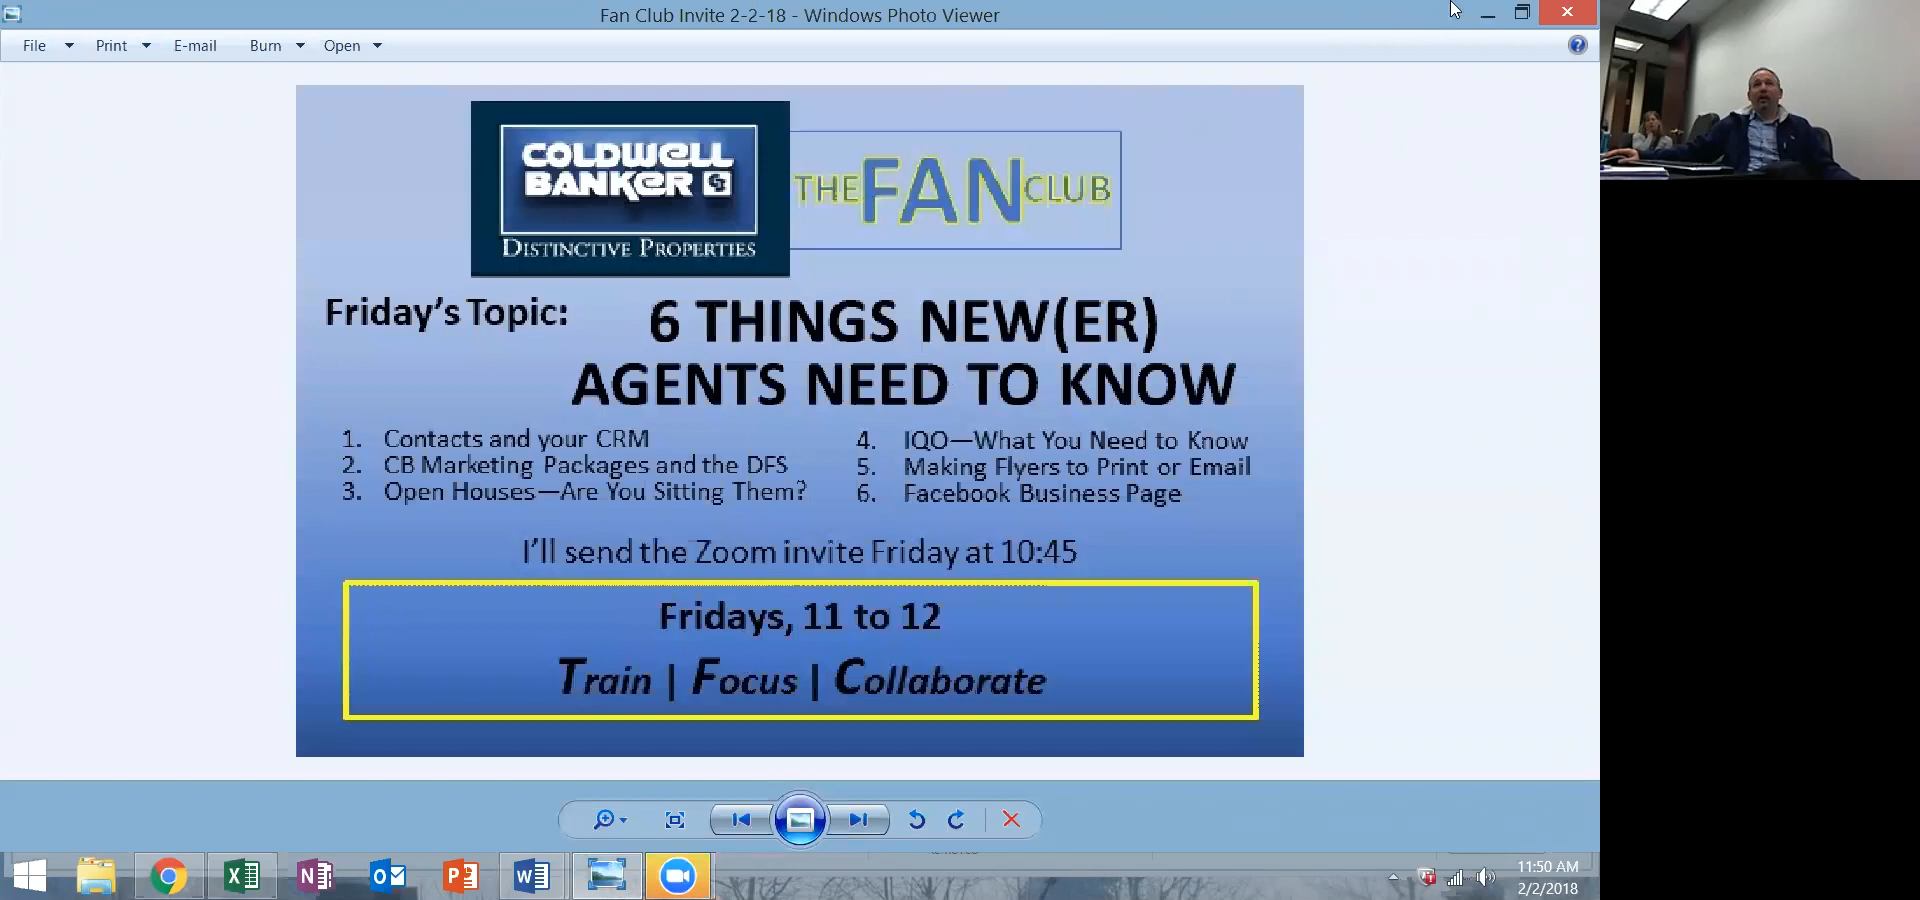 Fan Club Invite 2-2-18 - Windows Photo Viewer
File Print E-mail Burn Open
COLDWELL
BANKER
DISTINCTIVE PROPERTIES
THE FAN CLUB
Friday's Topic:
6 THINGS NEW(ER)
AGENTS NEED TO KNOW
1. Contacts and your CRM
2. CB Marketing Packages and the DFS
3. Open Houses—Are You Sitting Them?
4. IQO—What You Need to Know
5. Making Flyers to Print or Email
6. Facebook Business Page
I'll send the Zoom invite Friday at 10:45
Fridays, 11 to 12
Train | Focus | Collaborate
11:50 AM
2/2/2018